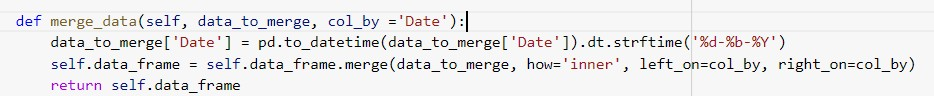 def merge_data(self, data_to_merge, col_by ='Date'):
    data_to_merge['Date'] = pd.to_datetime(data_to_merge['Date']).dt.strftime('%d-%b-%Y')
    self.data_frame = self.data_frame.merge(data_to_merge, how='inner', left_on=col_by, right_on=col_by)
    return self.data_frame